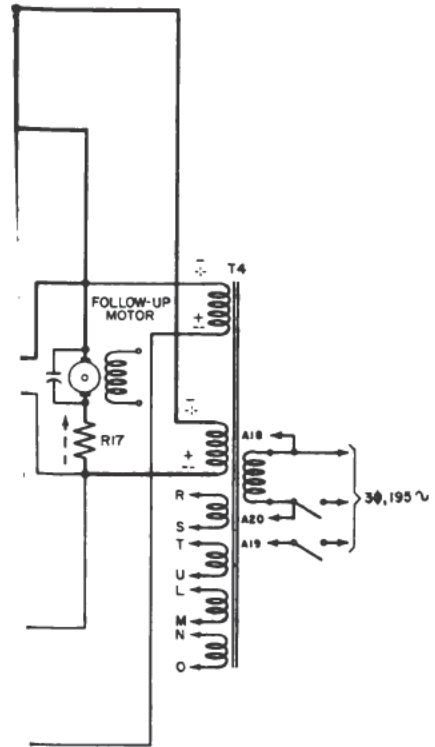 T4
FOLLOW-UP
MOTOR
R17
A18
A20
A19
3Φ, 195 ~
R
S
T
U
L
M
N
O